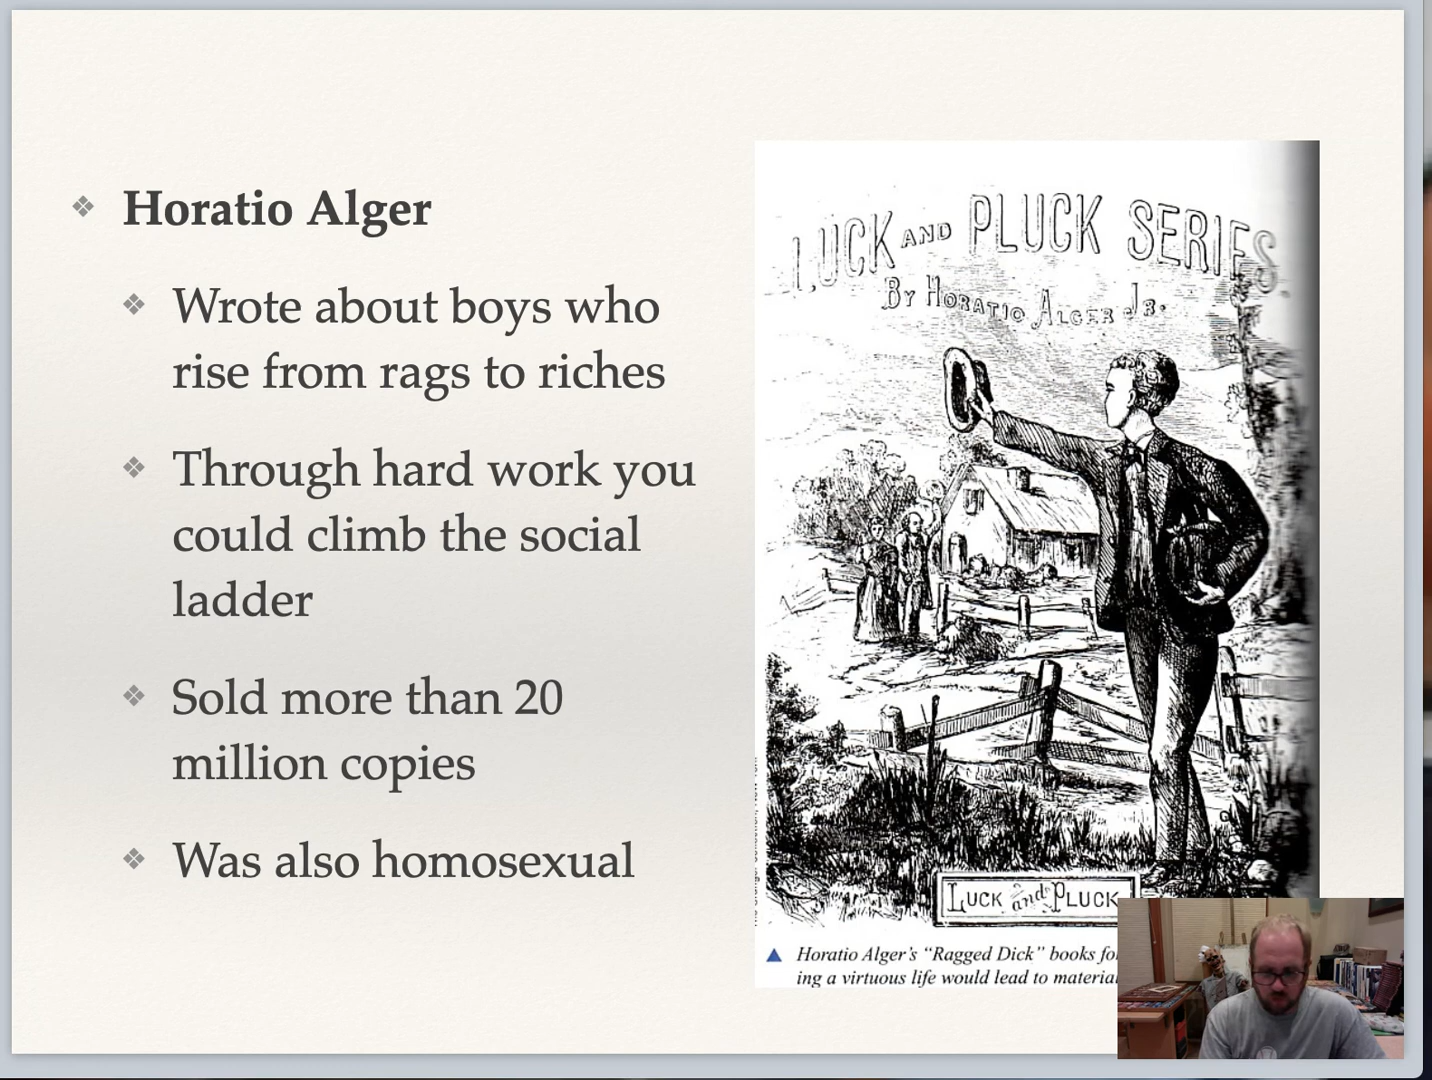 Horatio Alger
Wrote about boys who
rise from rags to riches
Through hard work you
could climb the social
ladder
Sold more than 20
million copies
Was also homosexual
LUCK AND PLUCK SERIES
BY HORATIO ALGER JR.
LUCK and PLUCK
Horatio Alger's "Ragged Dick" books
ing a virtuous life would lead to